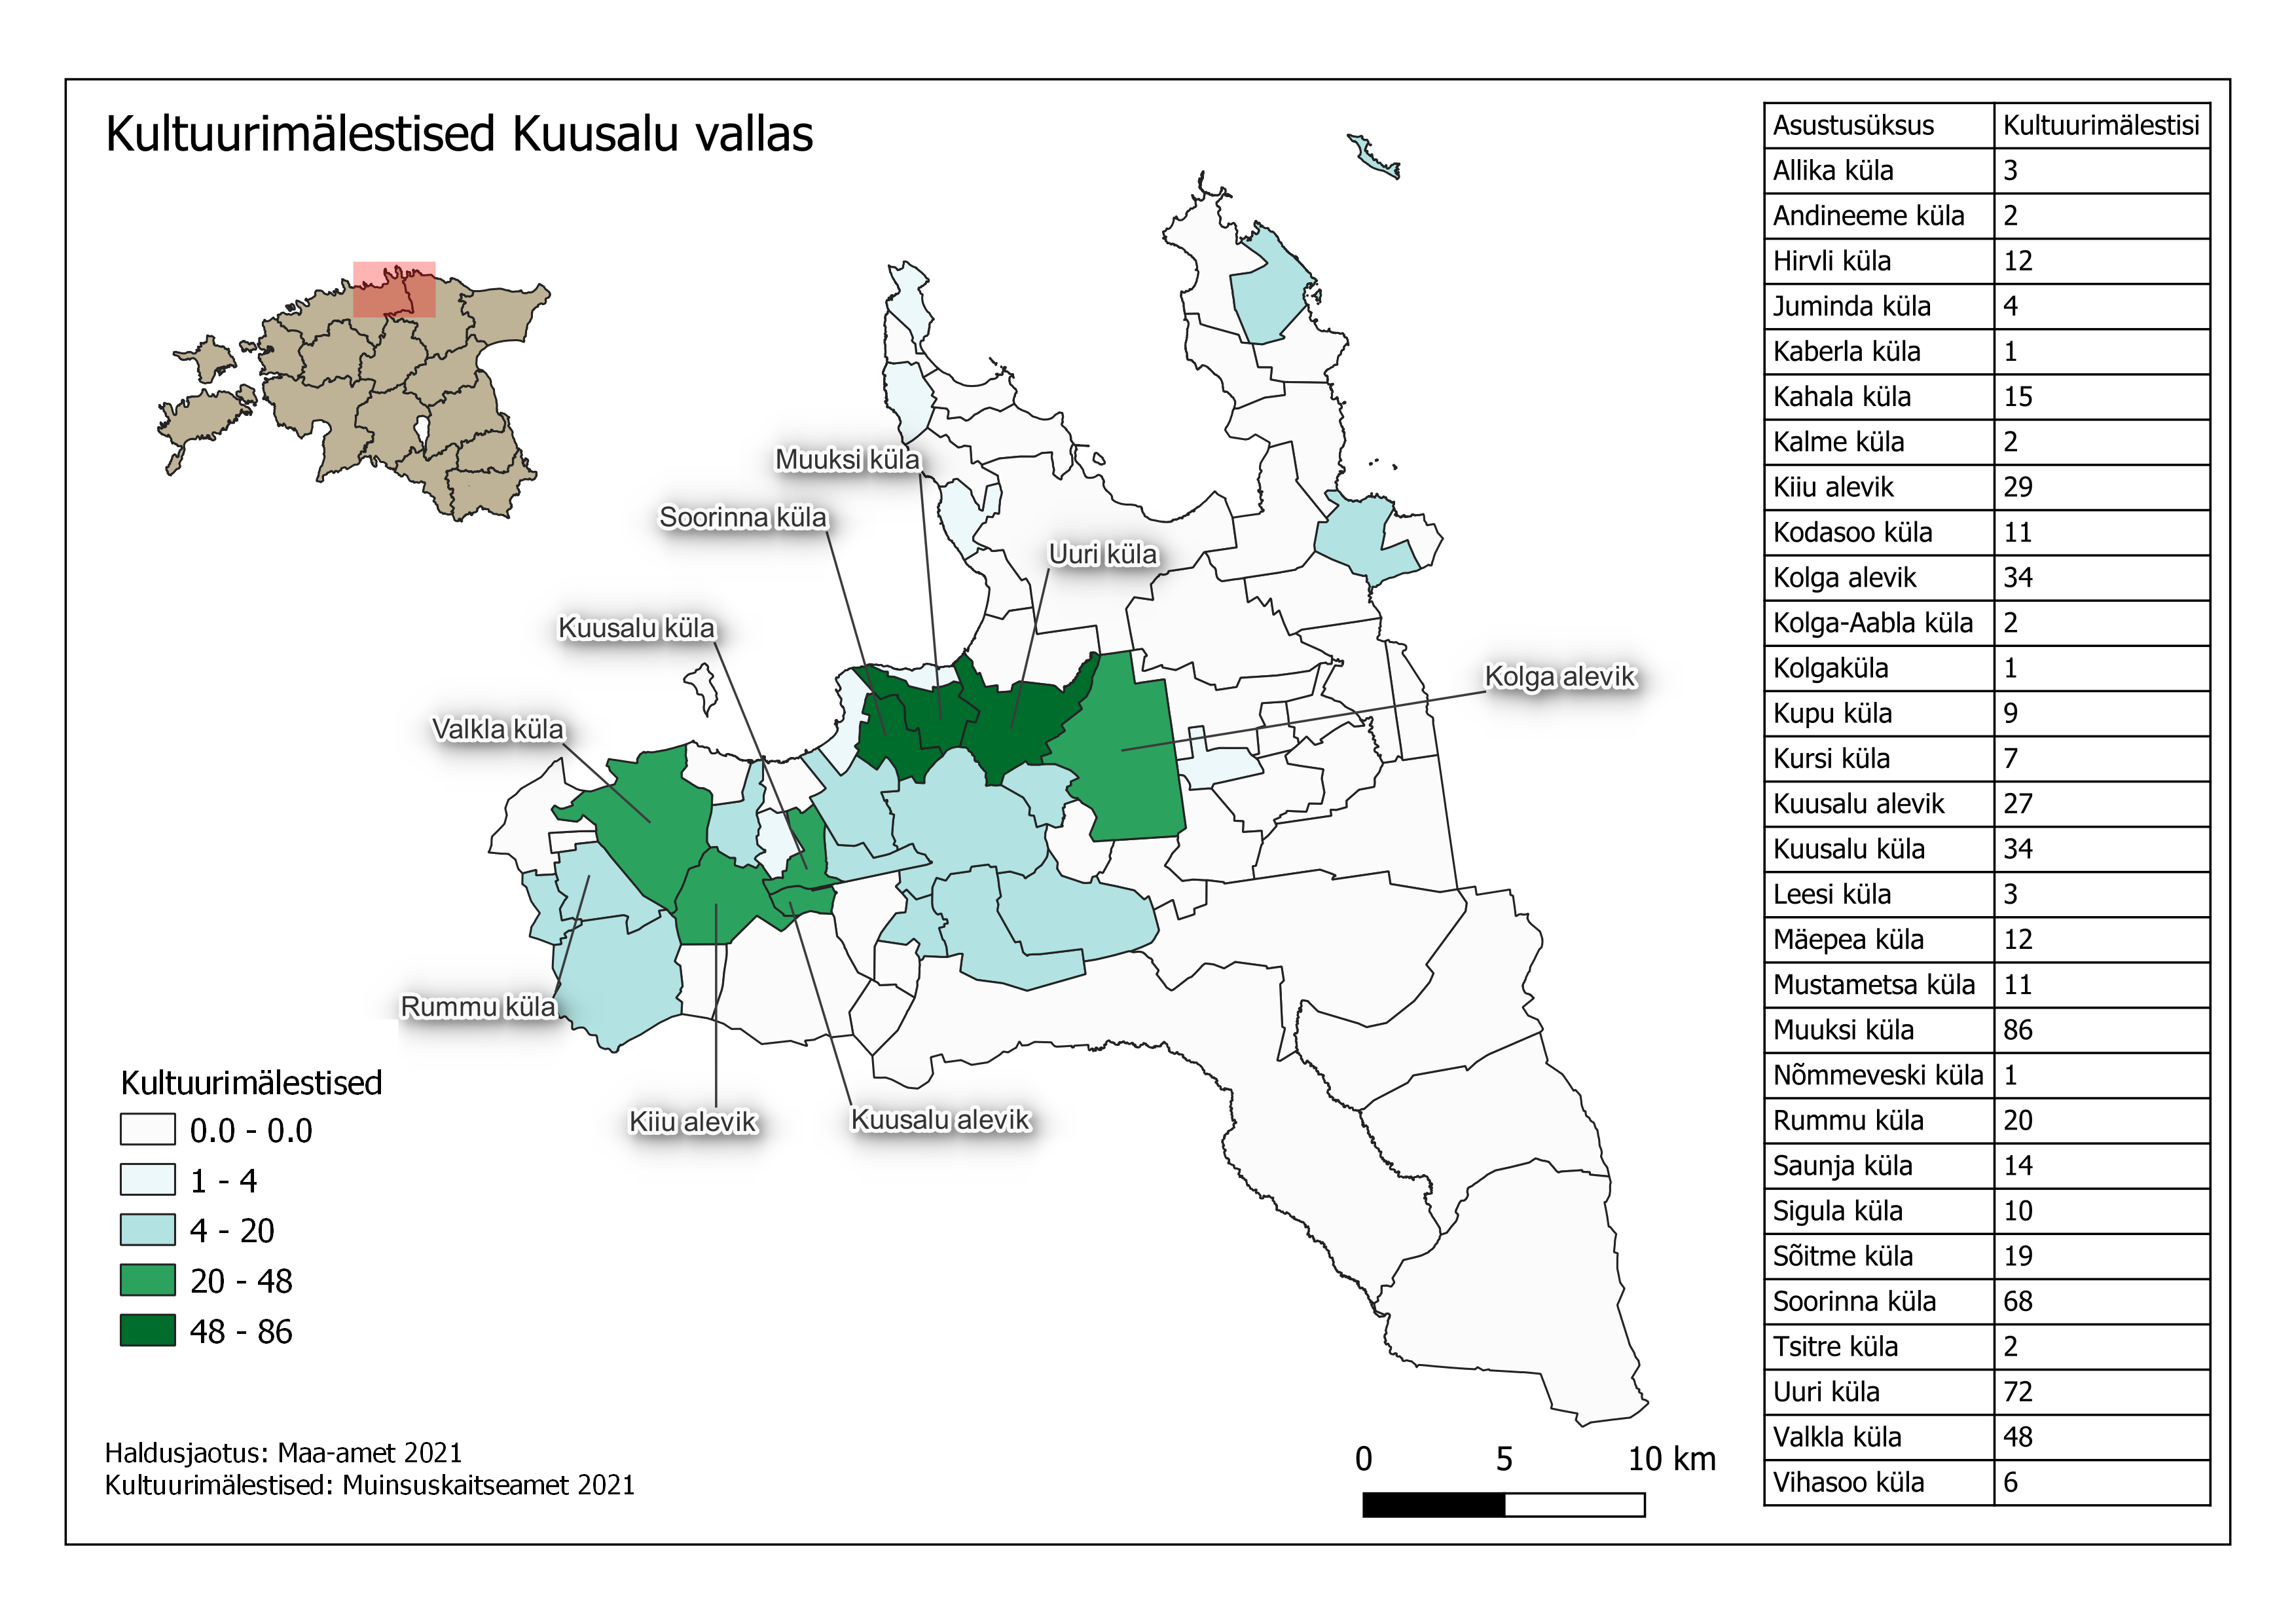 Kultuurimälestised Kuusalu vallas
Muuksi küla
Soorinna küla
Uuri küla
Kuusalu küla
Kolga alevik
Valkla küla
Rummu küla
Kiiu alevik
Kuusalu alevik
Kultuurimälestised
0.0 - 0.0
1 - 4
4 - 20
20 - 48
48 - 86
Haldusjaotus: Maa-amet 2021
Kultuurimälestised: Muinsuskaitseamet 2021
0 5 10 km
Asustusüksus Kultuurimälestisi
Allika küla 3
Andineeme küla 2
Hirvli küla 12
Juminda küla 4
Kaberla küla 1
Kahala küla 15
Kalme küla 2
Kiiu alevik 29
Kodasoo küla 11
Kolga alevik 34
Kolga-Aabla küla 2
Kolgaküla 1
Kupu küla 9
Kursi küla 7
Kuusalu alevik 27
Kuusalu küla 34
Leesi küla 3
Mäepea küla 12
Mustametsa küla 11
Muuksi küla 86
Nõmmeveski küla 1
Rummu küla 20
Saunja küla 14
Sigula küla 10
Sõitme küla 19
Soorinna küla 68
Tsitre küla 2
Uuri küla 72
Valkla küla 48
Vihasoo küla 6